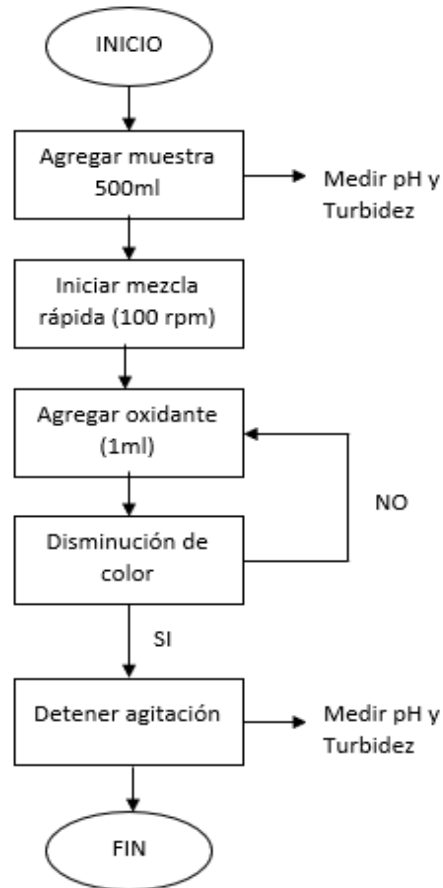 INICIO
Agregar muestra
500ml
Medir pH y
Turbidez
Iniciar mezcla
rápida (100 rpm)
Agregar oxidante
(1ml)
NO
Disminución de
color
SI
Detener agitación
Medir pH y
Turbidez
FIN